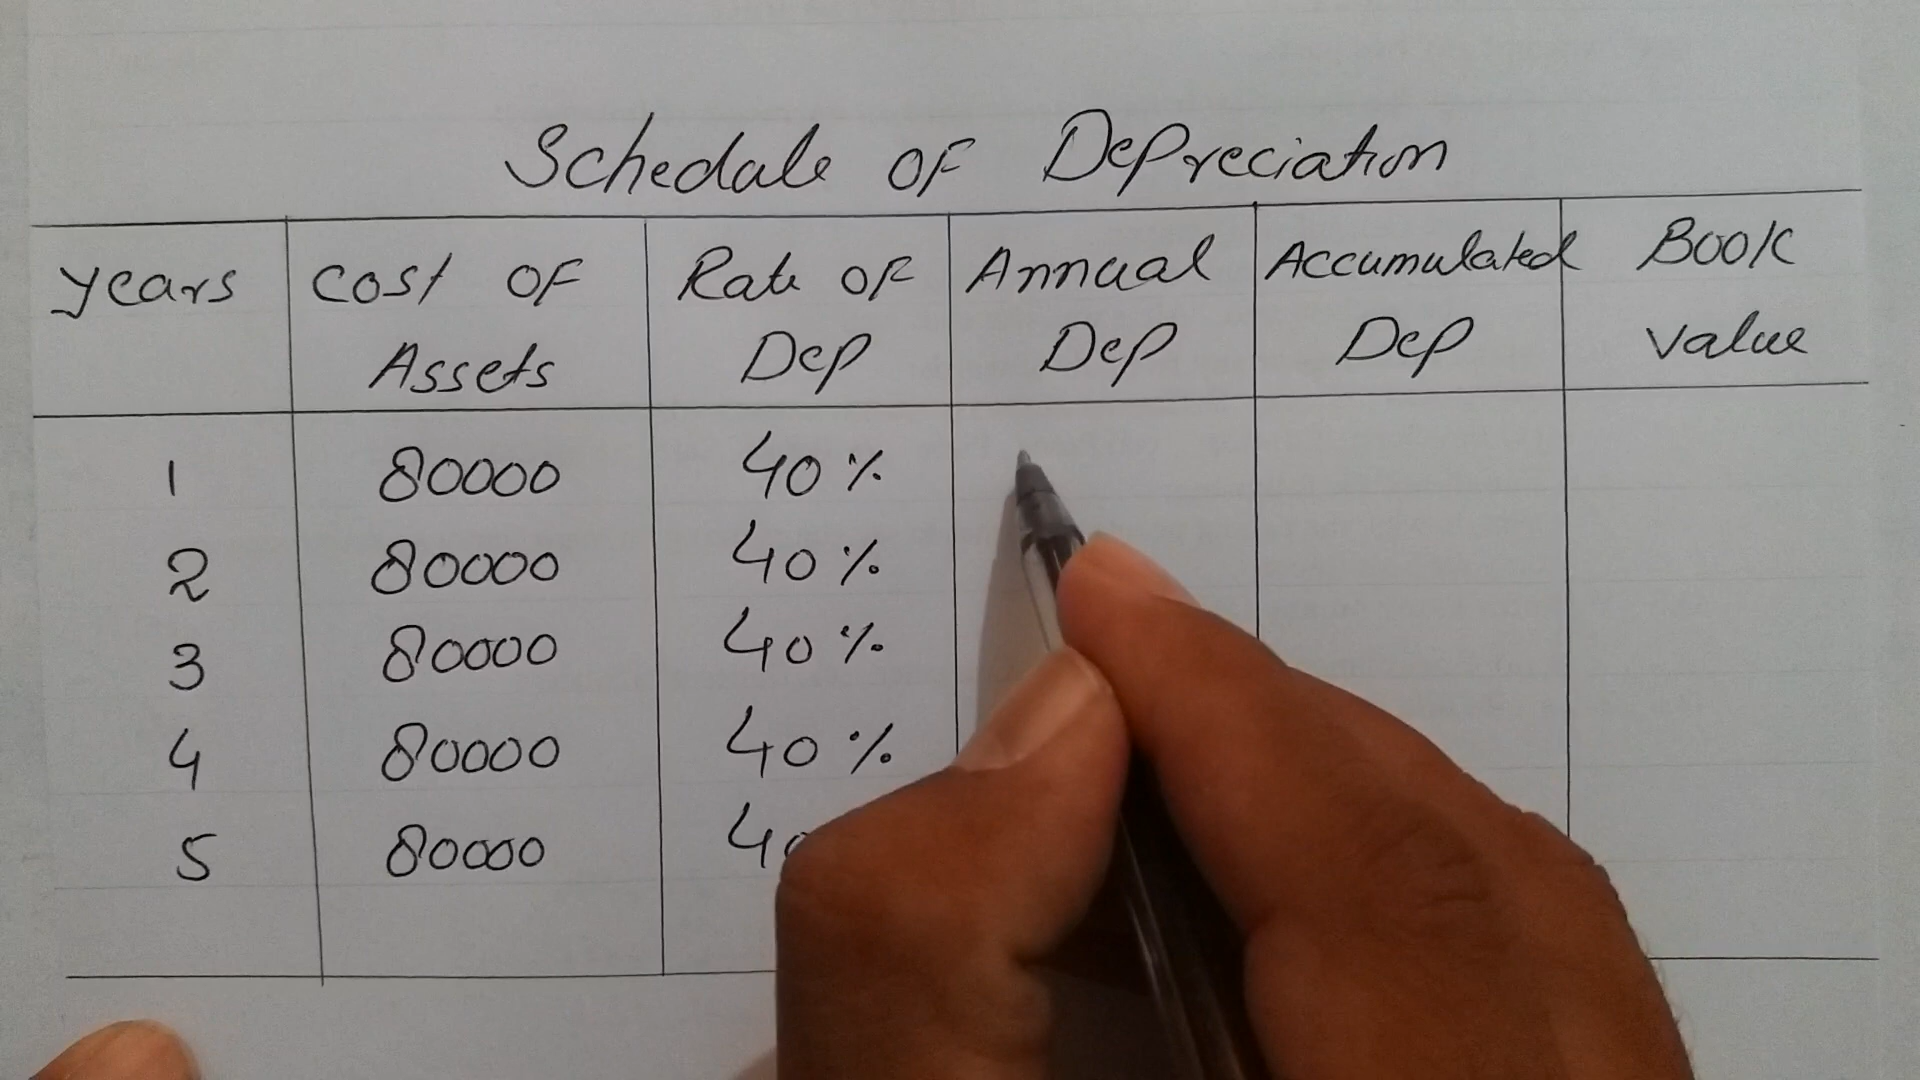 Schedule of Depreciation
years | Cost of Assets | Rate of Dep | Annual Dep | Accumulated Dep | Book value
1 | 80000 | 40%
2 | 80000 | 40%
3 | 80000 | 40%
4 | 80000 | 40%
5 | 80000